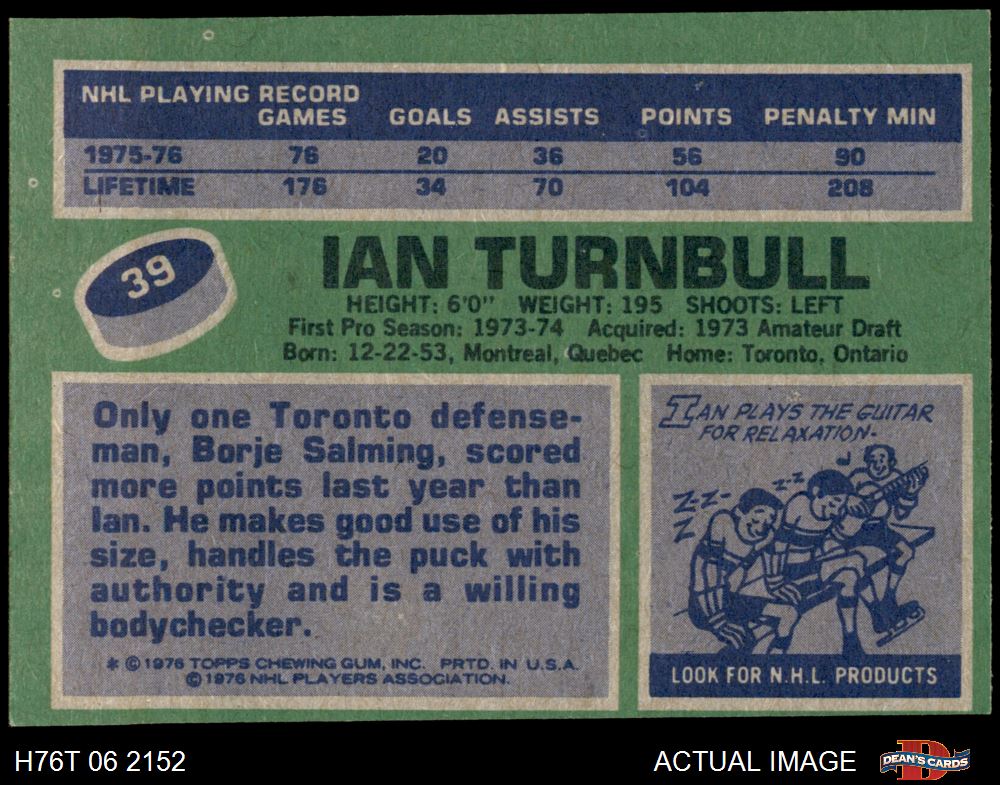 NHL PLAYING RECORD
GAMES GOALS ASSISTS POINTS PENALTY MIN
1975-76 76 20 36 56 90
LIFETIME 176 34 70 104 208
39
IAN TURNBULL
HEIGHT: 6'0" WEIGHT: 195 SHOOTS: LEFT
First Pro Season: 1973-74 Acquired: 1973 Amateur Draft
Born: 12-22-53, Montreal, Quebec Home: Toronto, Ontario
Only one Toronto defense-
man, Borje Salming, scored
more points last year than
Ian. He makes good use of his
size, handles the puck with
authority and is a willing
bodychecker.
* © 1976 TOPPS CHEWING GUM, INC. PRTD. IN U.S.A.
© 1976 NHL PLAYERS ASSOCIATION.
IAN PLAYS THE GUITAR
FOR RELAXATION-
Z-Z-
Z
Z-Z-Z
LOOK FOR N.H.L. PRODUCTS
H76T 06 2152 ACTUAL IMAGE
D
DEAN'S CARDS